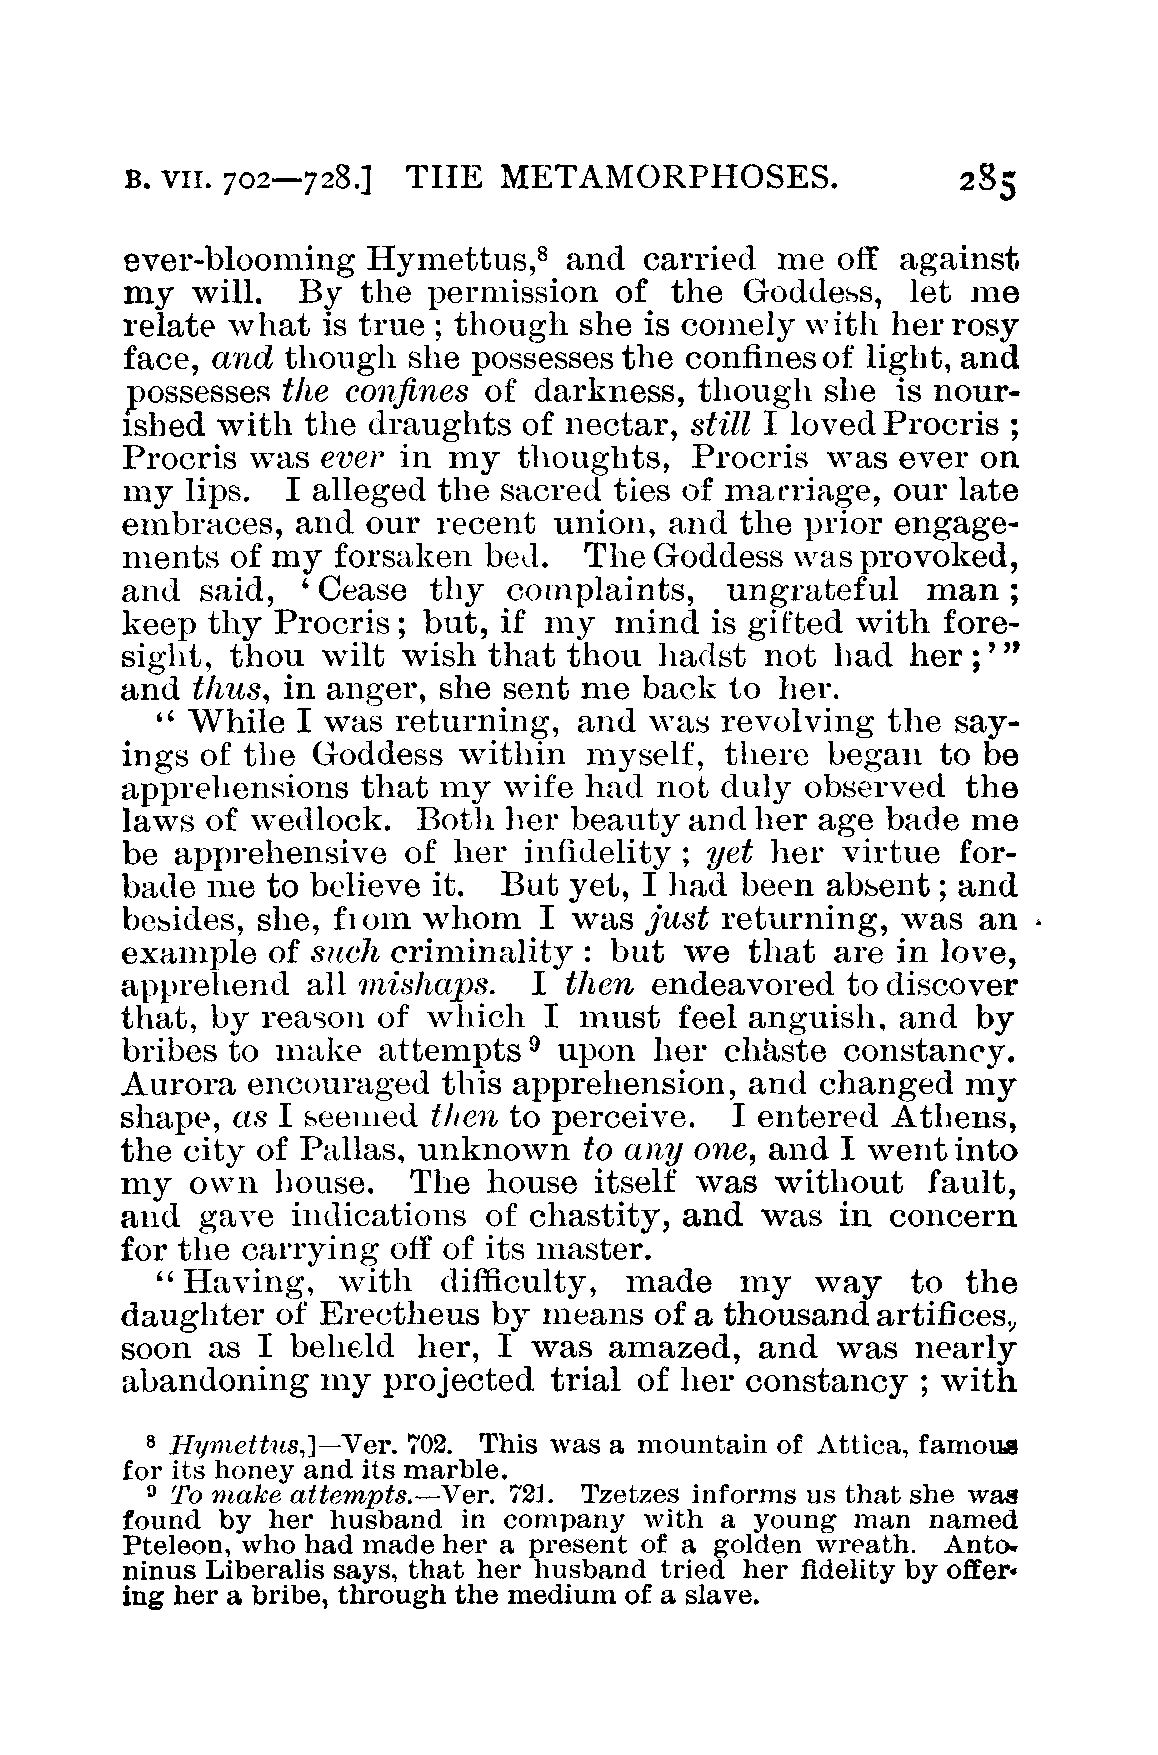 B. VII. 702—728.] THE METAMORPHOSES. 285
ever-blooming Hymettus,⁸ and carried me off against
my will. By the permission of the Goddess, let me
relate what is true ; though she is comely with her rosy
face, and though she possesses the confines of light, and
possesses the confines of darkness, though she is nour-
ished with the draughts of nectar, still I loved Procris ;
Procris was ever in my thoughts, Procris was ever on
my lips. I alleged the sacred ties of marriage, our late
embraces, and our recent union, and the prior engage-
ments of my forsaken bed. The Goddess was provoked,
and said, ‘ Cease thy complaints, ungrateful man ;
keep thy Procris ; but, if my mind is gifted with fore-
sight, thou wilt wish that thou hadst not had her ;’ ”
and thus, in anger, she sent me back to her.
“ While I was returning, and was revolving the say-
ings of the Goddess within myself, there began to be
apprehensions that my wife had not duly observed the
laws of wedlock. Both her beauty and her age bade me
be apprehensive of her infidelity ; yet her virtue for-
bade me to believe it. But yet, I had been absent ; and
besides, she, from whom I was just returning, was an
example of such criminality : but we that are in love,
apprehend all mishaps. I then endeavored to discover
that, by reason of which I must feel anguish, and by
bribes to make attempts⁹ upon her chaste constancy.
Aurora encouraged this apprehension, and changed my
shape, as I seemed then to perceive. I entered Athens,
the city of Pallas, unknown to any one, and I went into
my own house. The house itself was without fault,
and gave indications of chastity, and was in concern
for the carrying off of its master.
“ Having, with difficulty, made my way to the
daughter of Erectheus by means of a thousand artifices,
soon as I beheld her, I was amazed, and was nearly
abandoning my projected trial of her constancy ; with
⁸ Hymettus,]—Ver. 702. This was a mountain of Attica, famous
for its honey and its marble.
⁹ To make attempts.—Ver. 721. Tzetzes informs us that she was
found by her husband in company with a young man named
Pteleon, who had made her a present of a golden wreath. Anto-
ninus Liberalis says, that her husband tried her fidelity by offer-
ing her a bribe, through the medium of a slave.